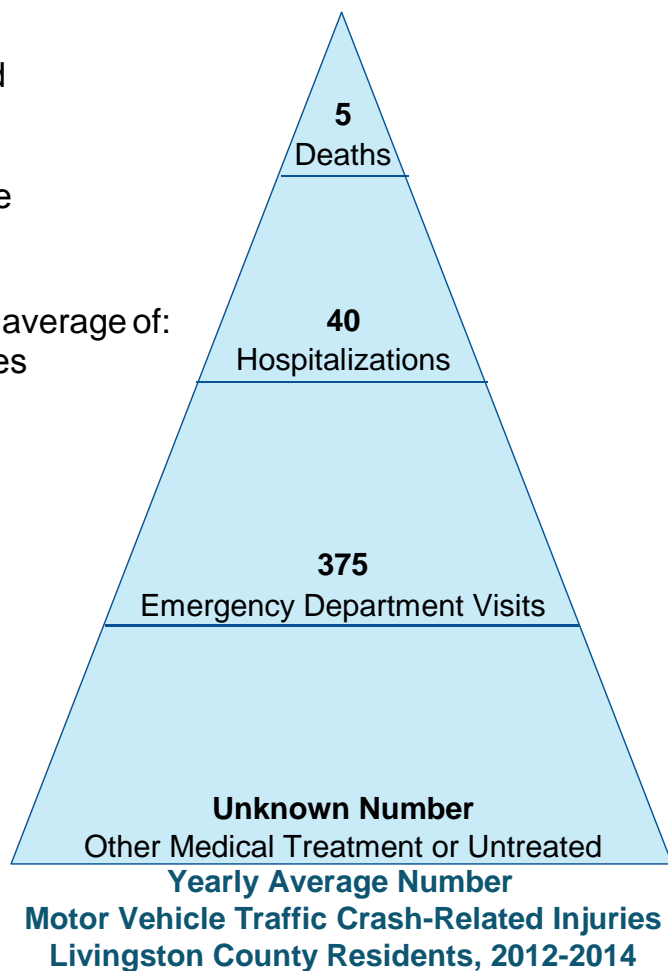 d
5
Deaths
e
average of:
es
40
Hospitalizations
375
Emergency Department Visits
Unknown Number
Other Medical Treatment or Untreated
Yearly Average Number
Motor Vehicle Traffic Crash-Related Injuries
Livingston County Residents, 2012-2014